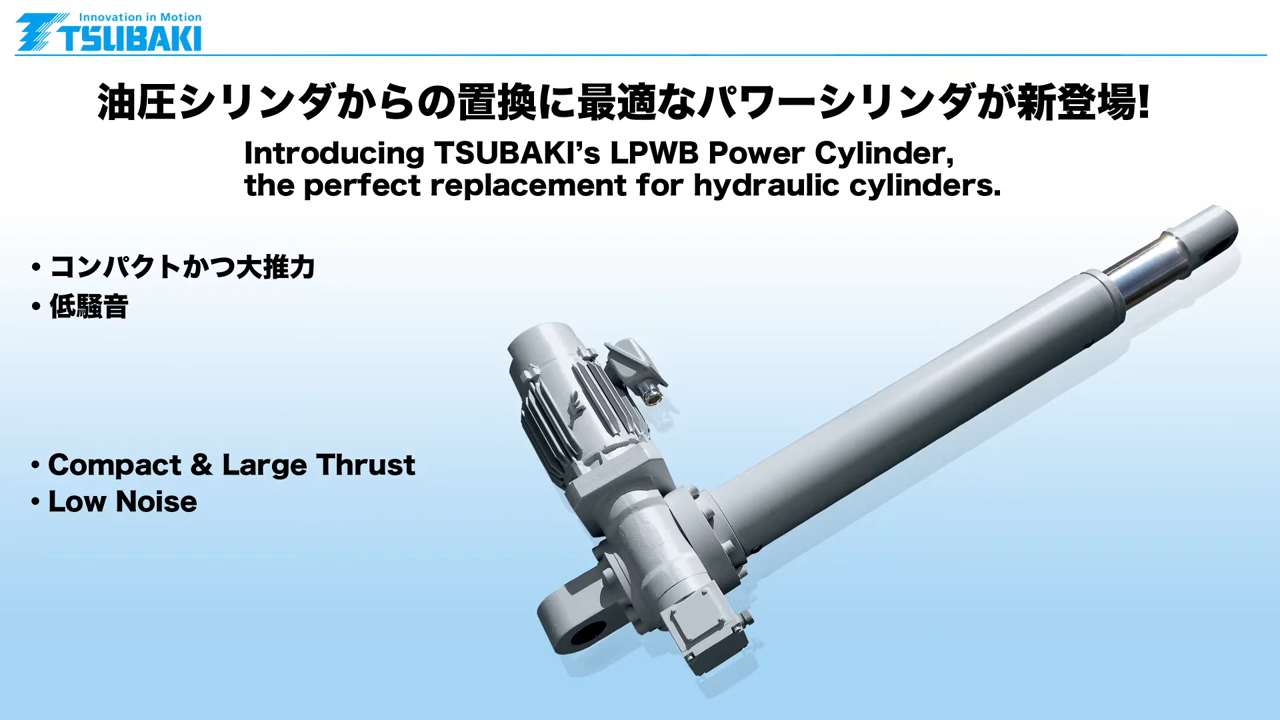 Innovation in Motion
TSUBAKI
油圧シリンダからの置換に最適なパワーシリンダが新登場!
Introducing TSUBAKI’s LPWB Power Cylinder,
the perfect replacement for hydraulic cylinders.
・コンパクトかつ大推力
・低騒音
・Compact & Large Thrust
・Low Noise